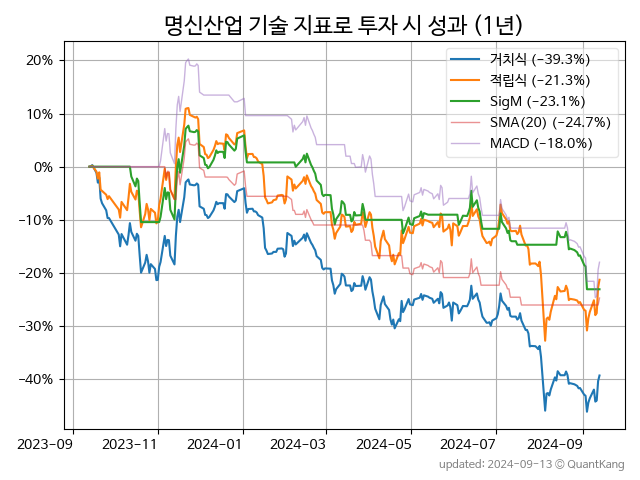 명신산업 기술 지표로 투자 시 성과 (1년)
거치식 (−39.3%)
적립식 (−21.3%)
SigM (−23.1%)
SMA(20) (−24.7%)
MACD (−18.0%)
20%
10%
0%
−10%
−20%
−30%
−40%
2023-09 2023-11 2024-01 2024-03 2024-05 2024-07 2024-09
updated: 2024-09-13 © QuantKang